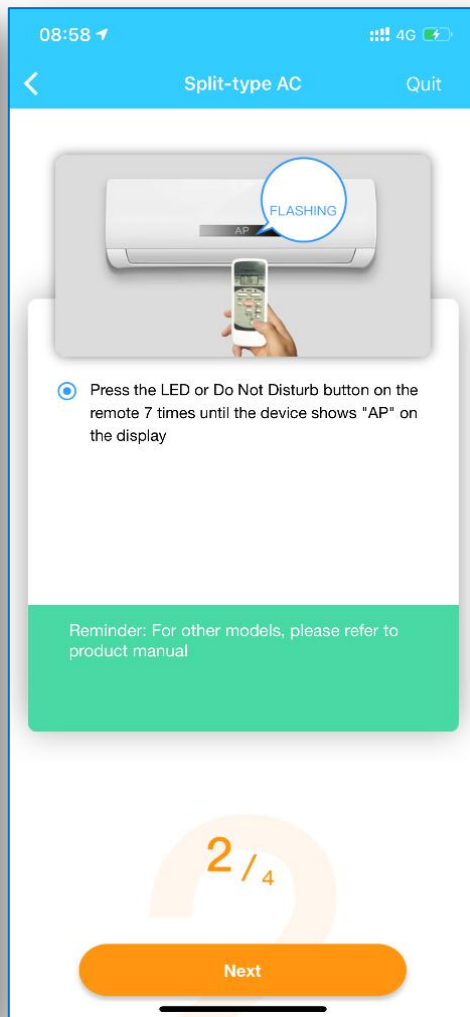 08:58
4G
Split-type AC
Quit
FLASHING
AP
Press the LED or Do Not Disturb button on the
remote 7 times until the device shows "AP" on
the display
Reminder: For other models, please refer to
product manual
2/4
Next